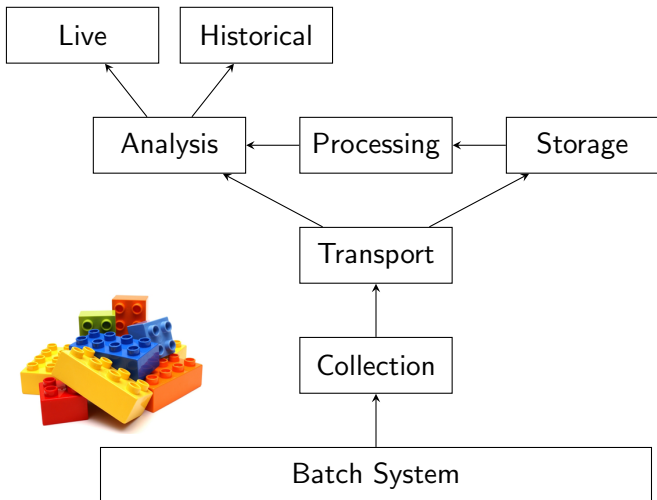 Live
Historical
Analysis
Processing
Storage
Transport
Collection
Batch System